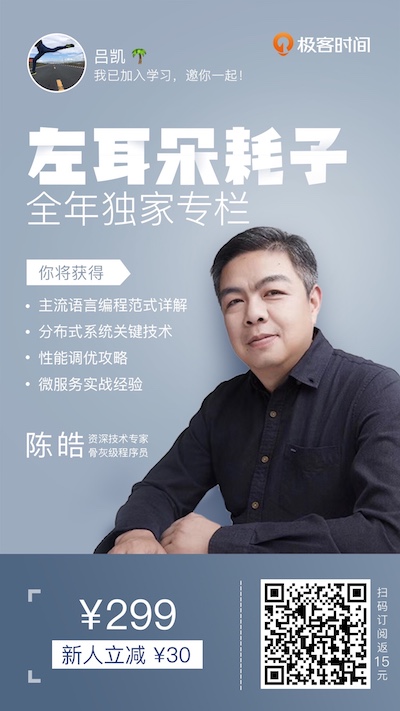 吕凯🌴
我已加入学习，邀你一起！
极客时间
左耳朵耗子
全年独家专栏
你将获得
• 主流语言编程范式详解
• 分布式系统关键技术
• 性能调优攻略
• 微服务实战经验
陈皓
资深技术专家
骨灰级程序员
¥299
新人立减 ¥30
扫码订阅返15元